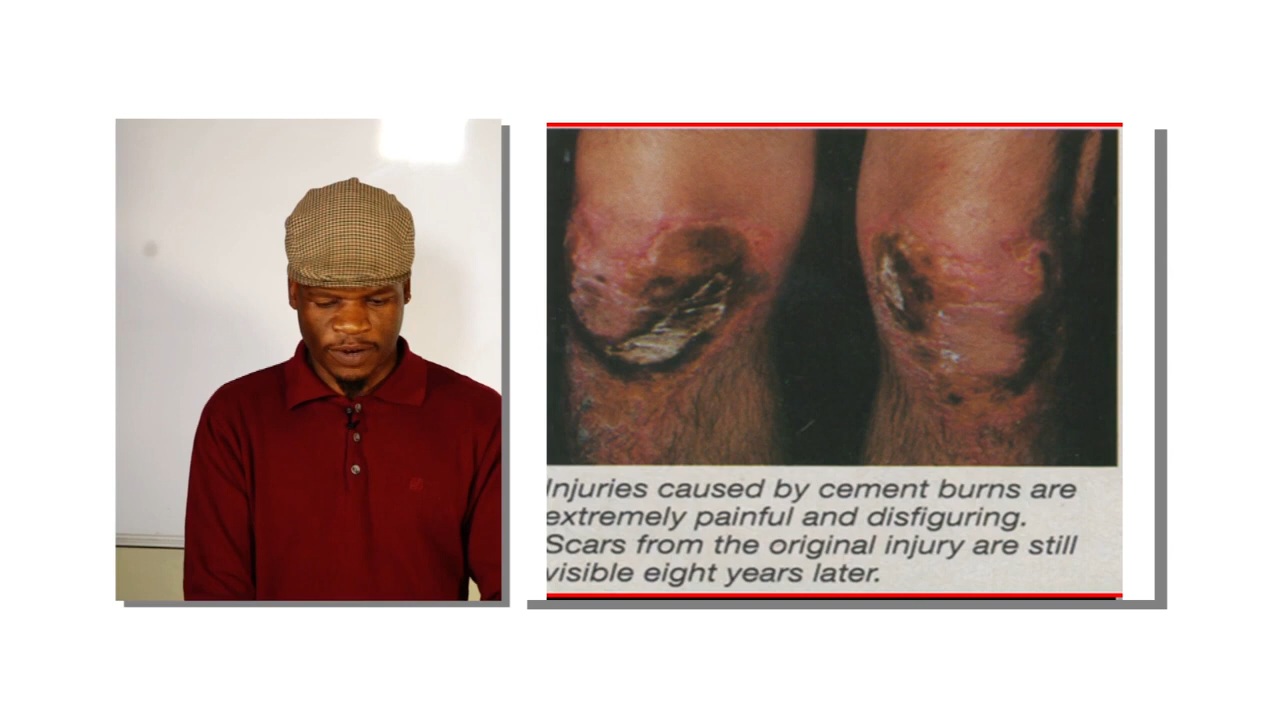 Injuries caused by cement burns are
extremely painful and disfiguring.
Scars from the original injury are still
visible eight years later.